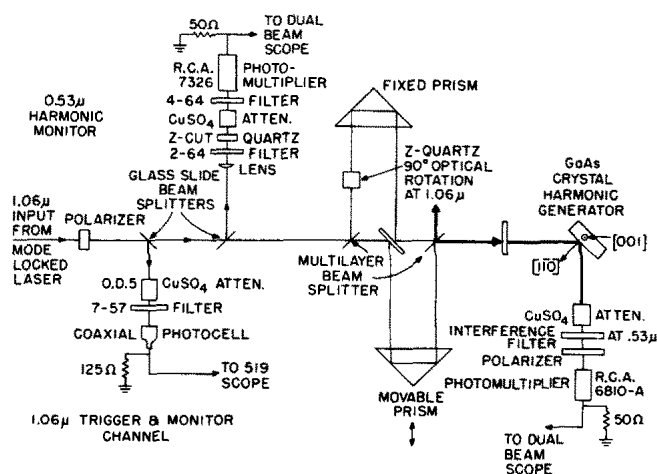 50Ω
TO DUAL
BEAM
SCOPE
R.C.A.
7326
PHOTO-
MULTIPLIER
4-64 FILTER
CuSO₄ ATTEN.
Z-CUT QUARTZ
2-64 FILTER
LENS
0.53μ
HARMONIC
MONITOR
GLASS SLIDE
BEAM
SPLITTERS
1.06μ
INPUT
FROM
MODE
LOCKED
LASER
POLARIZER
O.D.5 CuSO₄ ATTEN.
7-57 FILTER
COAXIAL PHOTOCELL
125Ω
TO 519
SCOPE
1.06μ TRIGGER & MONITOR
CHANNEL
FIXED PRISM
Z-QUARTZ
90° OPTICAL
ROTATION
AT 1.06μ
MULTILAYER
BEAM
SPLITTER
MOVABLE
PRISM
GaAs
CRYSTAL
HARMONIC
GENERATOR
[001]
[11̄0]
CuSO₄ ATTEN.
INTERFERENCE
FILTER AT .53μ
POLARIZER
PHOTOMULTIPLIER
R.C.A.
6810-A
50Ω
TO DUAL
BEAM
SCOPE